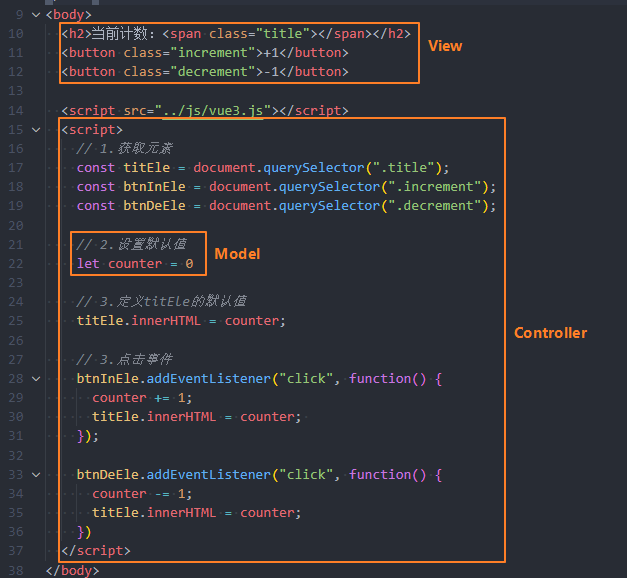 9 <body>
10 <h2>当前计数: <span class="title"></span></h2>
11 <button class="increment">+1</button>
View
12 <button class="decrement">-1</button>
13
14 <script src="../js/vue3.js"></script>
15 <script>
16 // 1.获取元素
17 const titEle = document.querySelector(".title");
18 const btnInEle = document.querySelector(".increment");
19 const btnDeEle = document.querySelector(".decrement");
20
21 // 2.设置默认值
22 let counter = 0
Model
23
24 // 3.定义titEle的默认值
25 titEle.innerHTML = counter;
Controller
26
27 // 3.点击事件
28 btnInEle.addEventListener("click", function() {
29 counter += 1;
30 titEle.innerHTML = counter;
31 });
32
33 btnDeEle.addEventListener("click", function() {
34 counter -= 1;
35 titEle.innerHTML = counter;
36 })
37 </script>
38 </body>